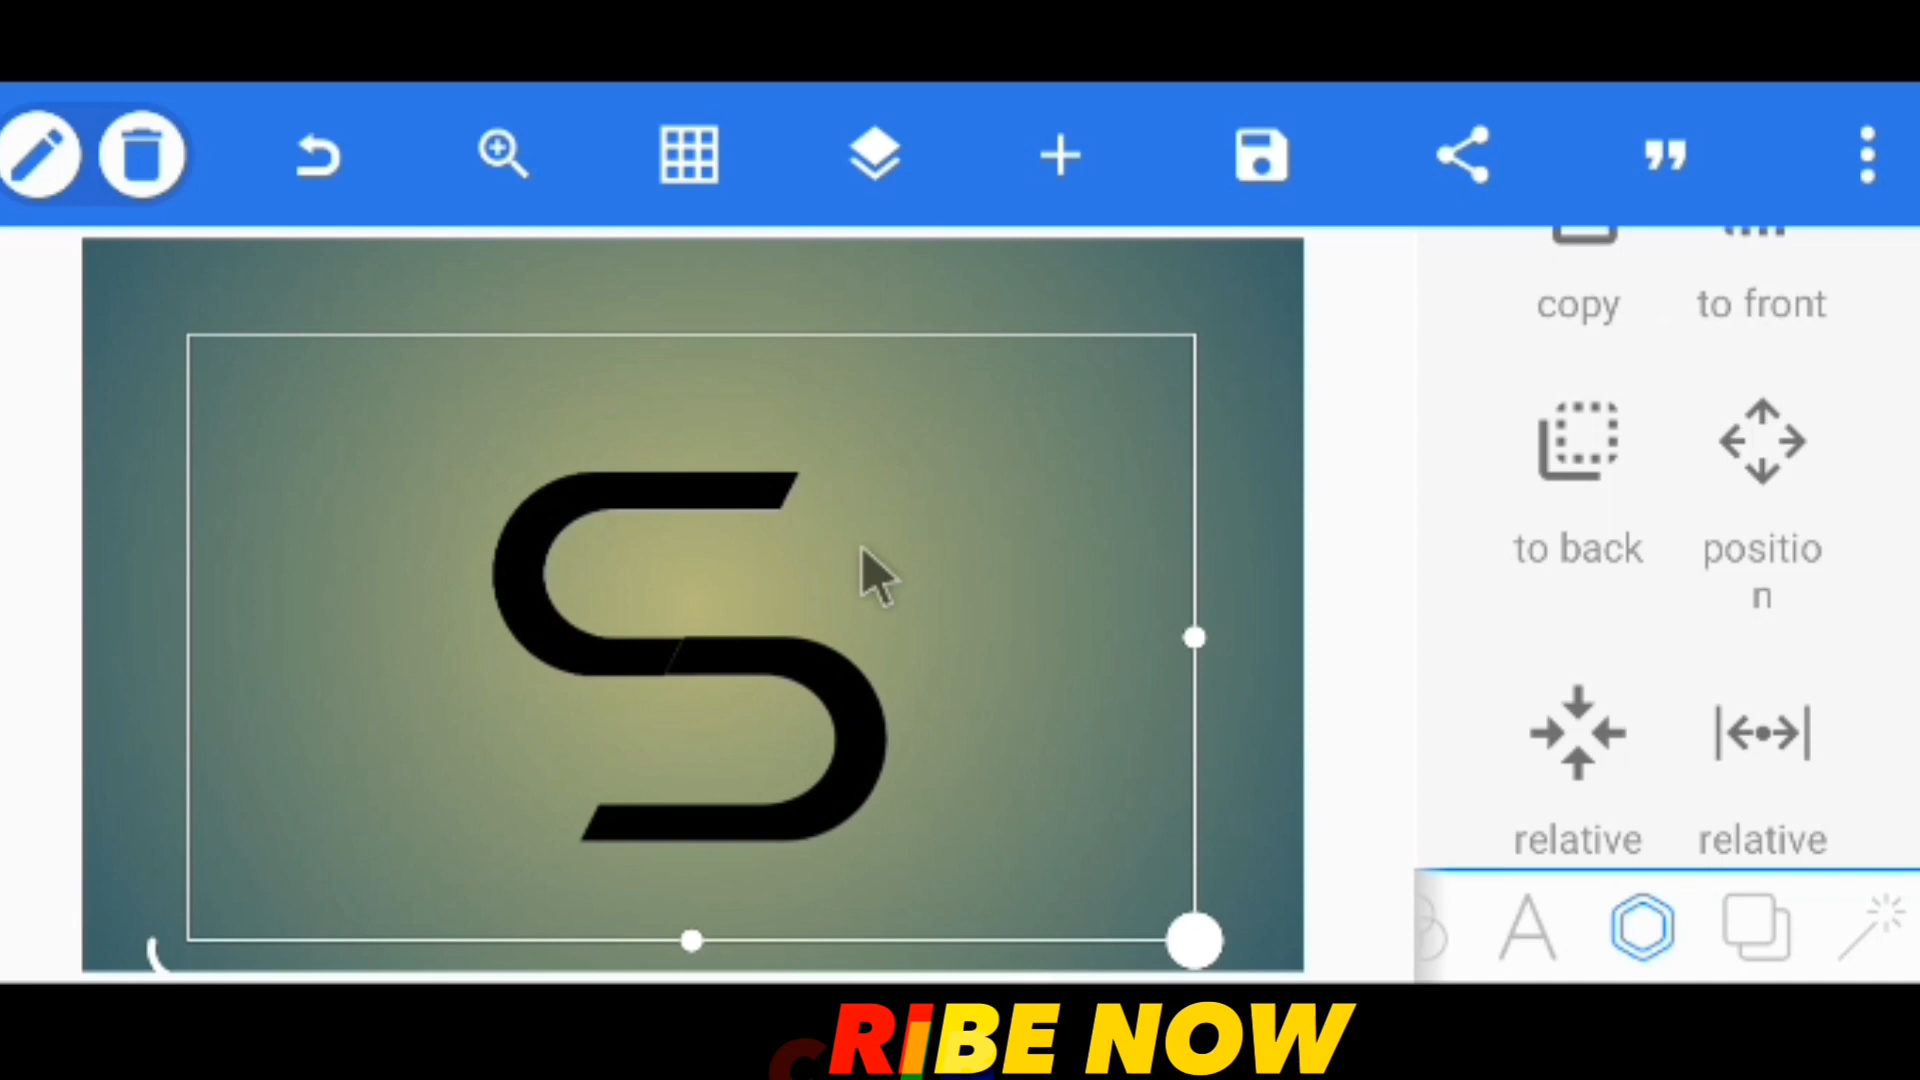 copy to front
to back positio
n
relative relative
S
A
RIBE NOW